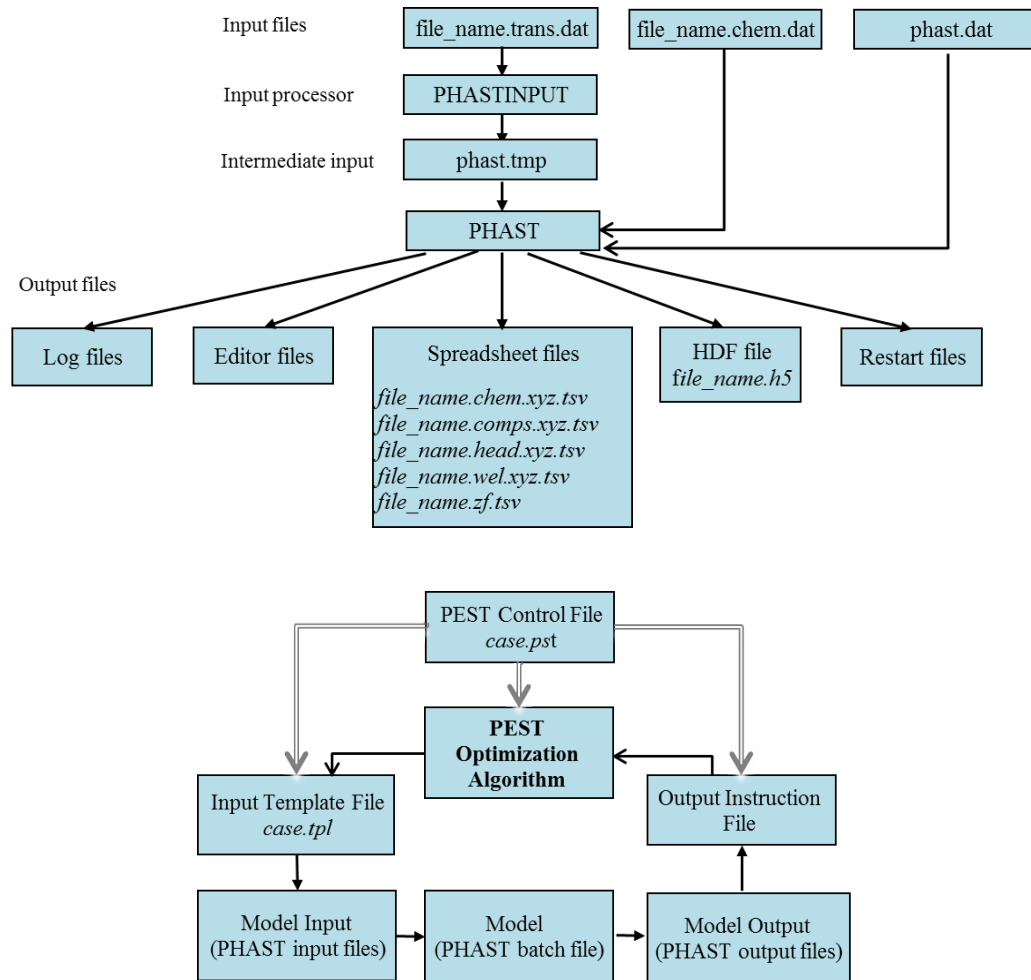 Input files
file_name.trans.dat
file_name.chem.dat
phast.dat
Input processor
PHASTINPUT
Intermediate input
phast.tmp
PHAST
Output files
Log files
Editor files
Spreadsheet files
file_name.chem.xyz.tsv
file_name.comps.xyz.tsv
file_name.head.xyz.tsv
file_name.wel.xyz.tsv
file_name.zf.tsv
HDF file
file_name.h5
Restart files
PEST Control File
case.pst
PEST
Optimization
Algorithm
Input Template File
case.tpl
Output Instruction
File
Model Input
(PHAST input files)
Model
(PHAST batch file)
Model Output
(PHAST output files)